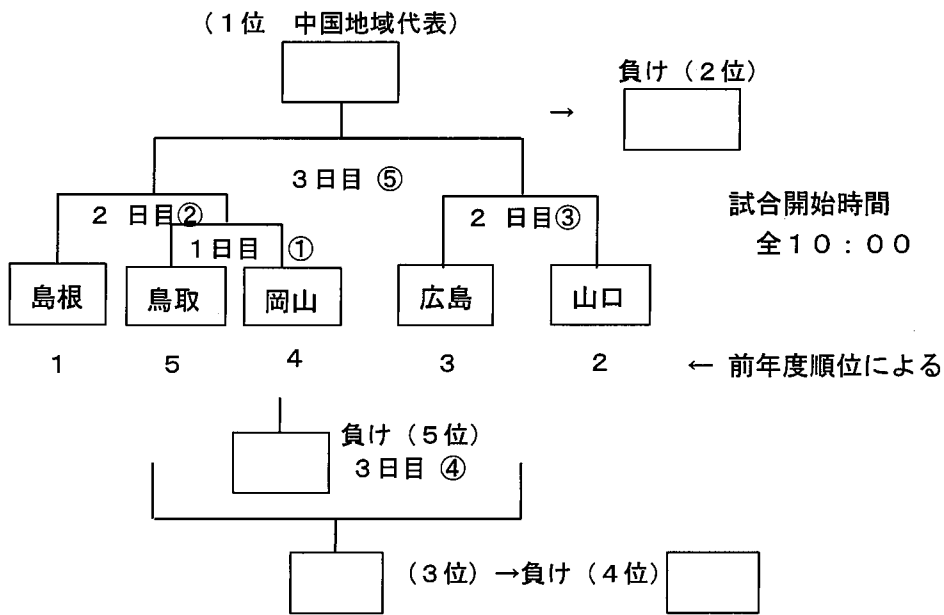 （１位　中国地域代表）
負け（２位）
→
３日目 ⑤
２ 日目②
２ 日目③
試合開始時間
全１０：００
１日目 ①
島根 鳥取 岡山 広島 山口
１ ５ ４ ３ ２ ← 前年度順位による
負け（５位）
３日目 ④
（３位）→負け（４位）